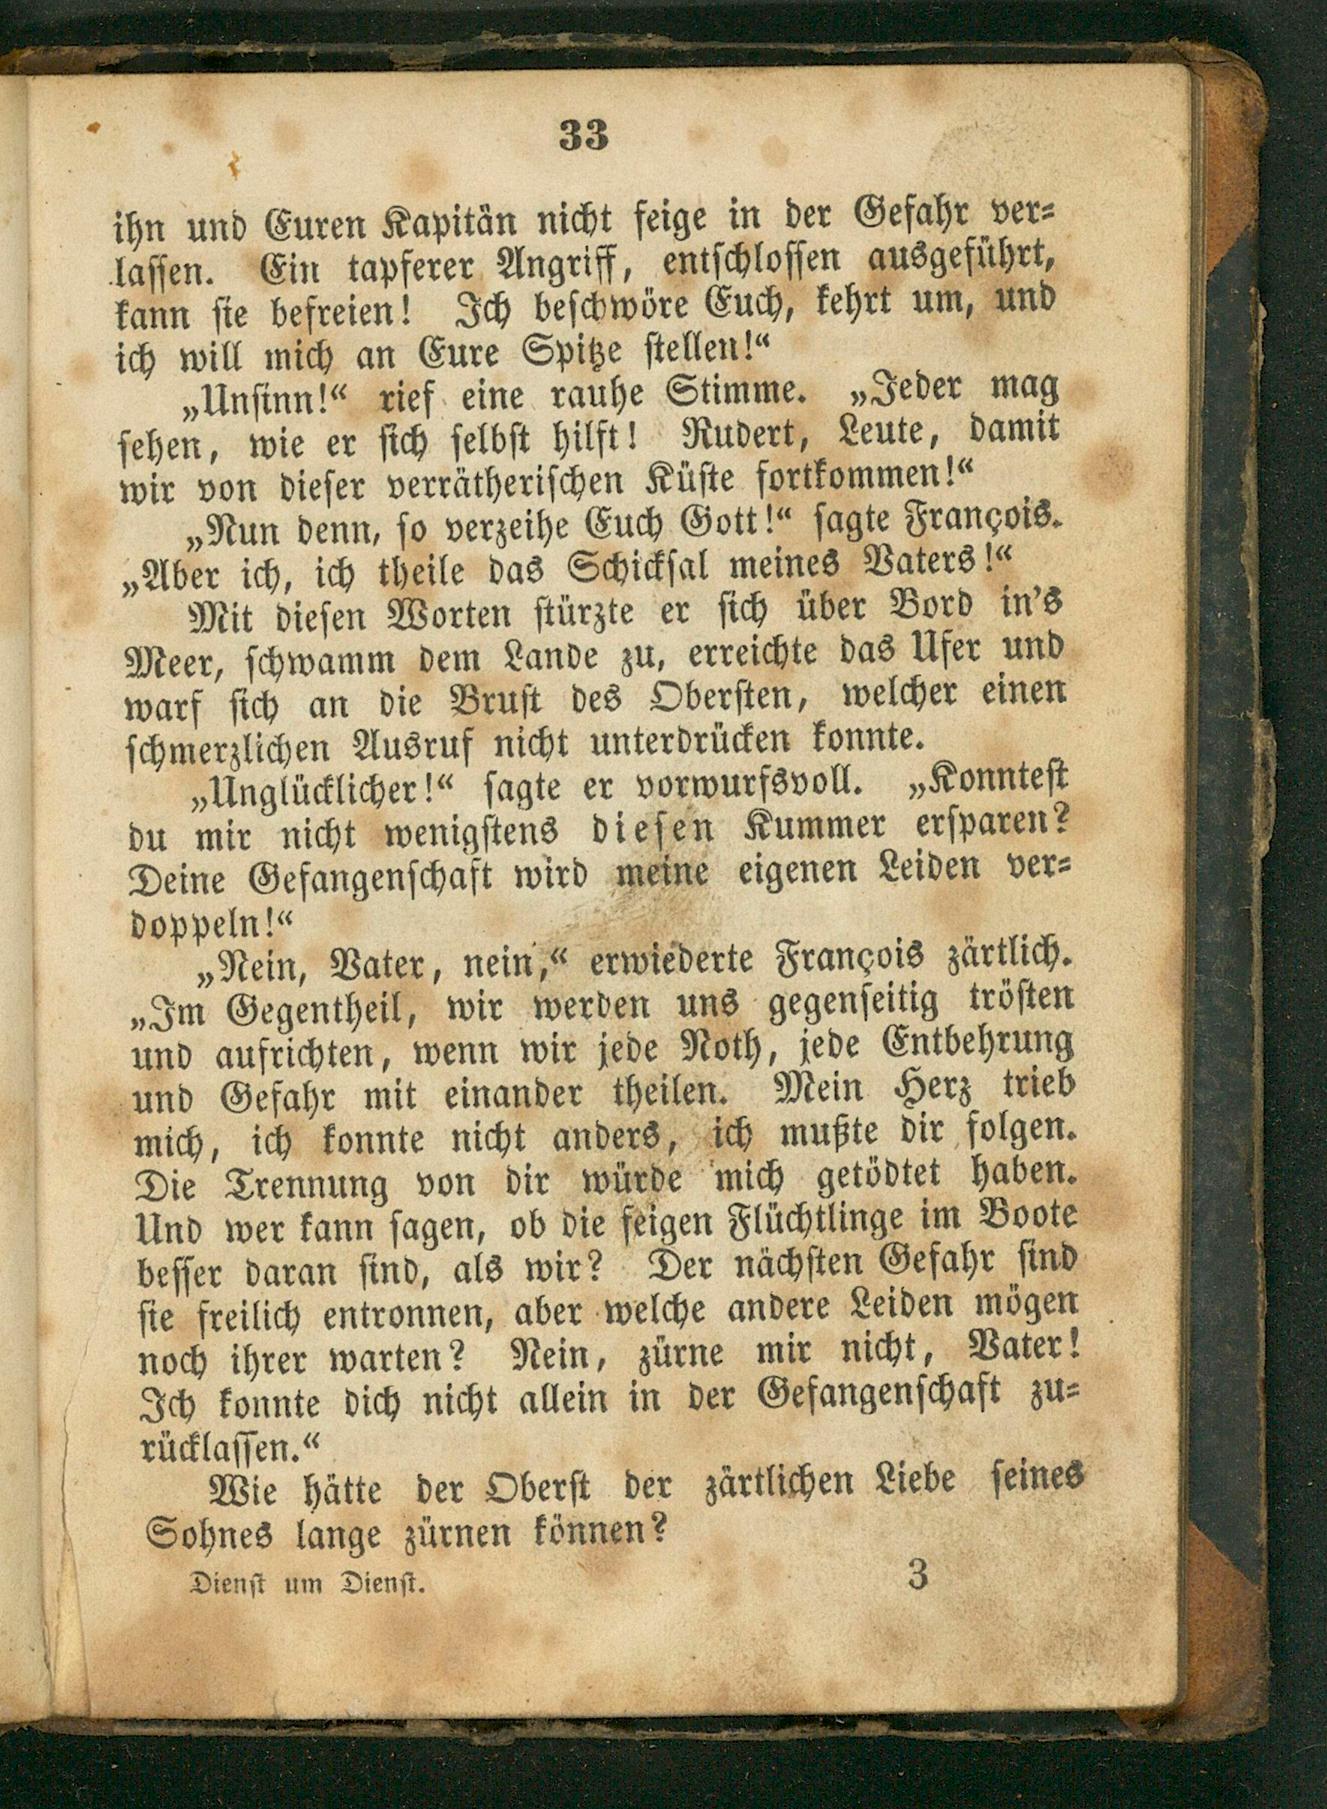 33
ihn und Euren Kapitän nicht feige in der Gefahr ver-
lassen. Ein tapferer Angriff, entschlossen ausgeführt,
kann sie befreien! Ich beschwöre Euch, kehrt um, und
ich will mich an Eure Spitze stellen!“
„Unsinn!“ rief eine rauhe Stimme. „Jeder mag
sehen, wie er sich selbst hilft! Rudert, Leute, damit
wir von dieser verrätherischen Küste fortkommen!“
„Nun denn, so verzeihe Euch Gott!“ sagte François.
„Aber ich, ich theile das Schicksal meines Vaters!“
Mit diesen Worten stürzte er sich über Bord in's
Meer, schwamm dem Lande zu, erreichte das Ufer und
warf sich an die Brust des Obersten, welcher einen
schmerzlichen Ausruf nicht unterdrücken konnte.
„Unglücklicher!“ sagte er vorwurfsvoll. „Konntest
du mir nicht wenigstens diesen Kummer ersparen?
Deine Gefangenschaft wird meine eigenen Leiden ver-
doppeln!“
„Nein, Vater, nein,“ erwiederte François zärtlich.
„Im Gegentheil, wir werden uns gegenseitig trösten
und aufrichten, wenn wir jede Noth, jede Entbehrung
und Gefahr mit einander theilen. Mein Herz trieb
mich, ich konnte nicht anders, ich mußte dir folgen.
Die Trennung von dir würde mich getödtet haben.
Und wer kann sagen, ob die feigen Flüchtlinge im Boote
besser daran sind, als wir? Der nächsten Gefahr sind
sie freilich entronnen, aber welche andere Leiden mögen
noch ihrer warten? Nein, zürne mir nicht, Vater!
Ich konnte dich nicht allein in der Gefangenschaft zu-
rücklassen.“
Wie hätte der Oberst der zärtlichen Liebe seines
Sohnes lange zürnen können?
Dienst um Dienst. 3